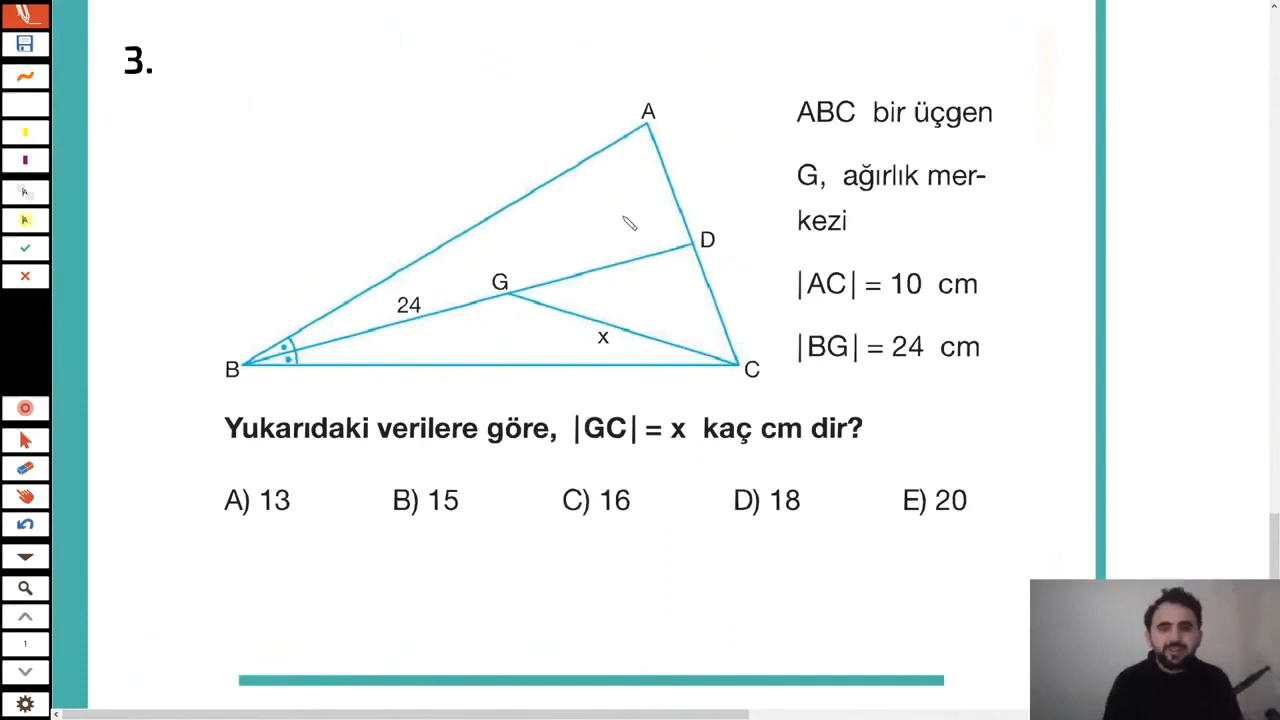 3.
A
ABC bir üçgen
G, ağırlık mer-
kezi
D
G
|AC| = 10 cm
24
x
|BG| = 24 cm
B
C
Yukarıdaki verilere göre, |GC| = x kaç cm dir?
A) 13 B) 15 C) 16 D) 18 E) 20
A
A
1